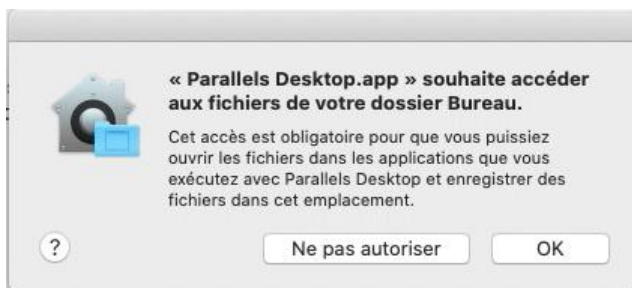 « Parallels Desktop.app » souhaite accéder
aux fichiers de votre dossier Bureau.
Cet accès est obligatoire pour que vous puissiez
ouvrir les fichiers dans les applications que vous
exécutez avec Parallels Desktop et enregistrer des
fichiers dans cet emplacement.
? Ne pas autoriser OK